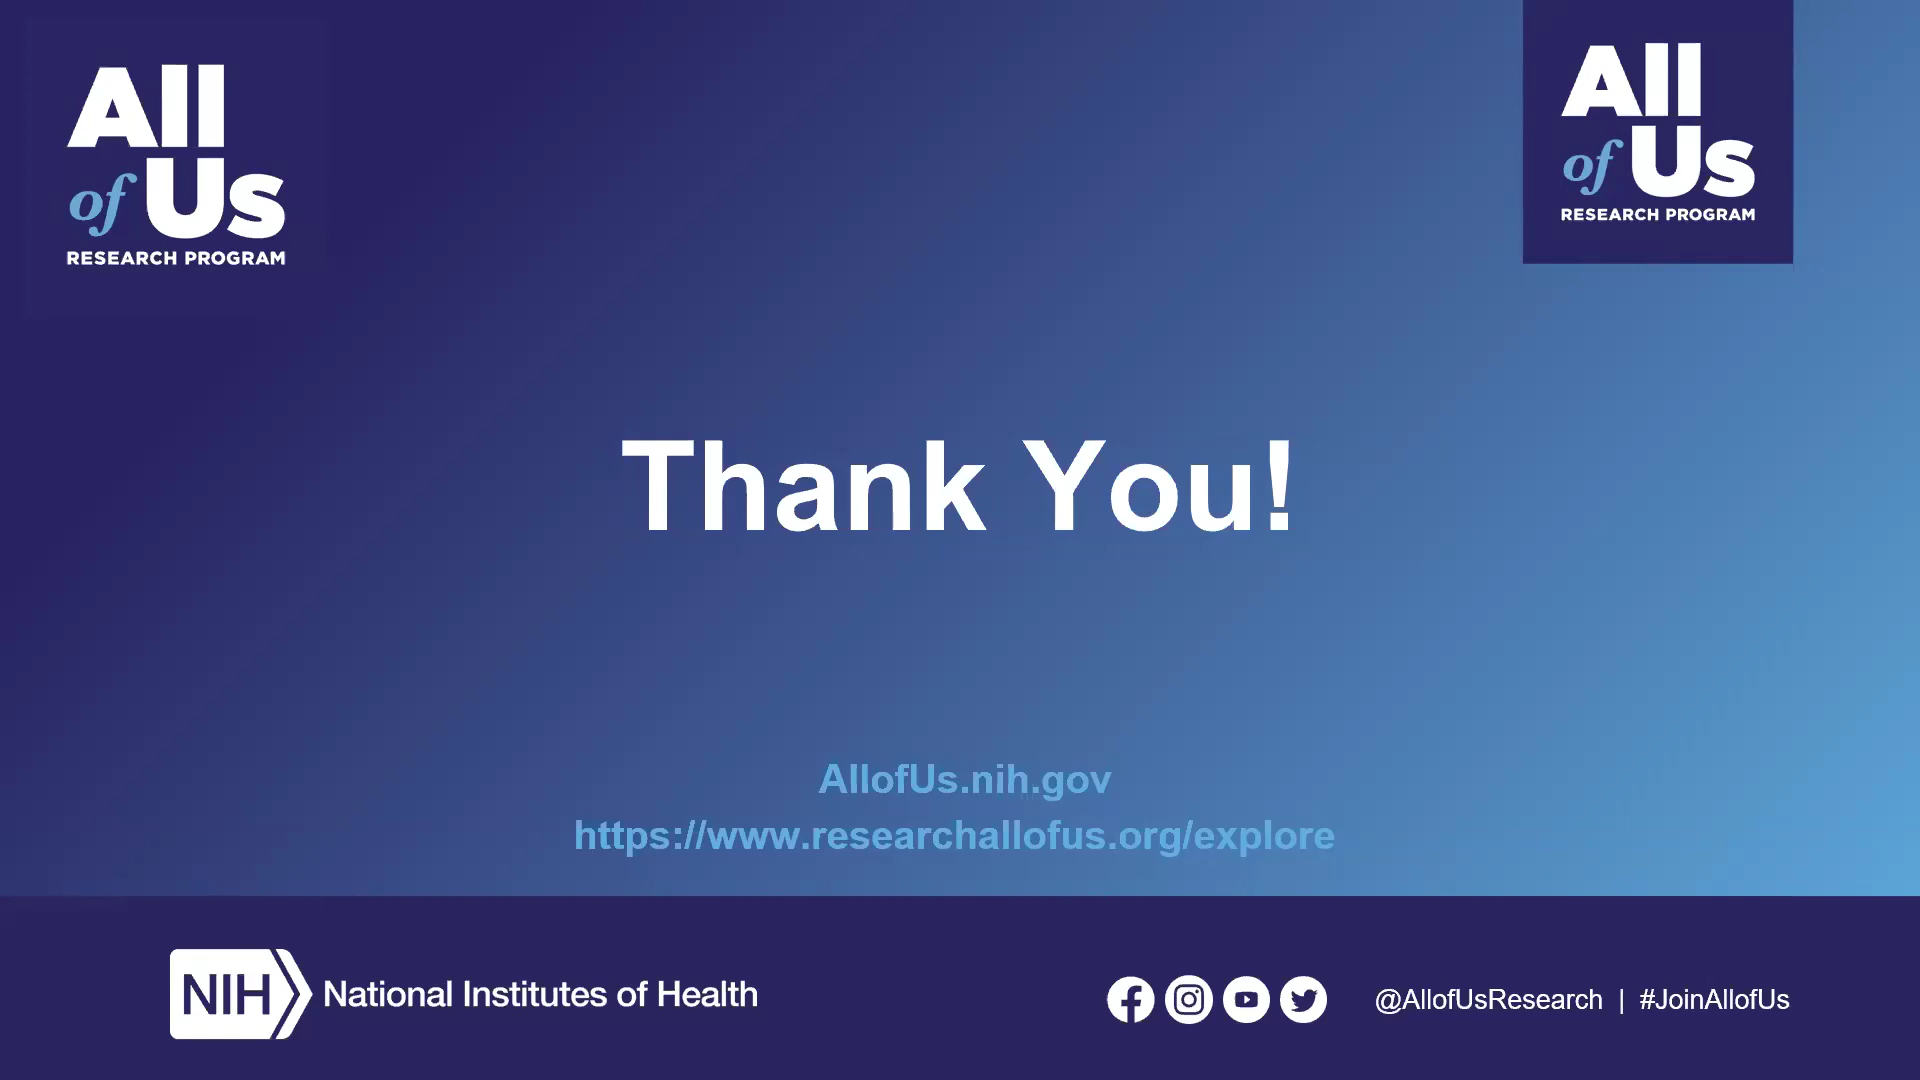 All
of Us
RESEARCH PROGRAM
All
of Us
RESEARCH PROGRAM
Thank You!
AllofUs.nih.gov
https://www.researchallofus.org/explore
NIH National Institutes of Health
@AllofUsResearch | #JoinAllofUs